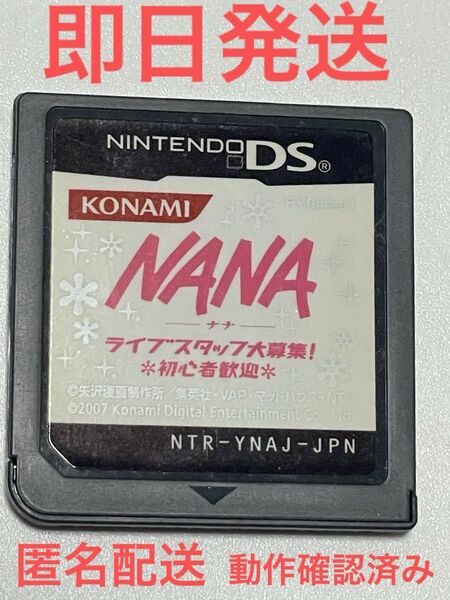 即日発送
NINTENDO DS®
KONAMI
NANA
ナナ
ライブスタッフ大募集!
*初心者歓迎*
©矢沢漫画制作所/集英社・VAP・マッドハウス・NTV
©2007 Konami Digital Entertainment Co., Ltd.
NTR-YNAJ-JPN
匿名配送 動作確認済み